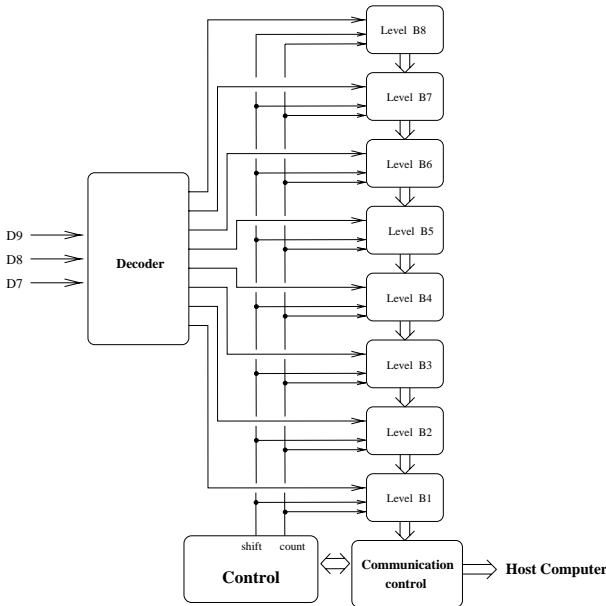 Level B8
Level B7
Level B6
D9
D8
D7
Decoder
Level B5
Level B4
Level B3
Level B2
Level B1
shift count
Control
Communication
control
Host Computer